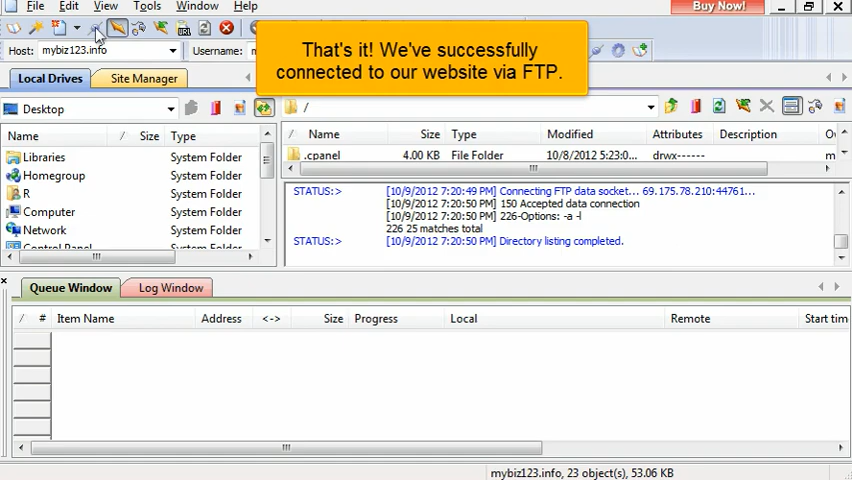 File Edit View Tools Window Help Buy Now!
URL
That's it! We've successfully
connected to our website via FTP.
Host: mybiz123.info Username:
Local Drives Site Manager
Desktop /
Name / Size Type
Libraries System Folder
Homegroup System Folder
R System Folder
Computer System Folder
Network System Folder
Control Panel System Folder
/ Name Size Type Modified Attributes Description
.cpanel 4.00 KB File Folder 10/8/2012 5:23:0... drwx------
STATUS:> [10/9/2012 7:20:49 PM] Connecting FTP data socket... 69.175.78.210:44761...
[10/9/2012 7:20:50 PM] 150 Accepted data connection
[10/9/2012 7:20:50 PM] 226-Options: -a -l
226 25 matches total
STATUS:> [10/9/2012 7:20:50 PM] Directory listing completed.
Queue Window Log Window
/ # Item Name Address <-> Size Progress Local Remote Start tim
mybiz123.info, 23 object(s), 53.06 KB